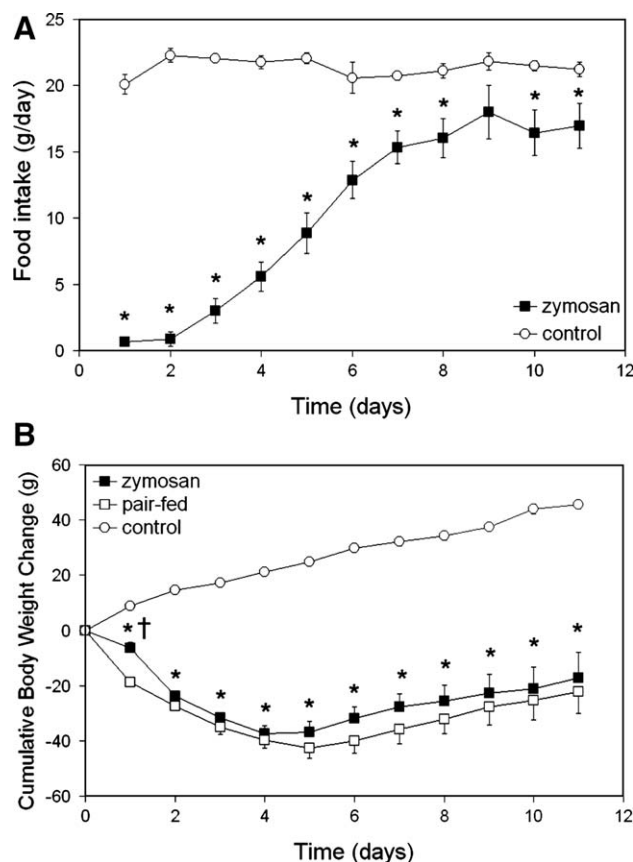 A
Food intake (g/day)
25
20
15
10
5
0
* * * * * * * * * *
zymosan
control
0 2 4 6 8 10 12
Time (days)
B
Cumulative Body Weight Change (g)
60
40
20
0
-20
-40
-60
zymosan
pair-fed
control
*†
* * * * * * * * * *
0 2 4 6 8 10 12
Time (days)